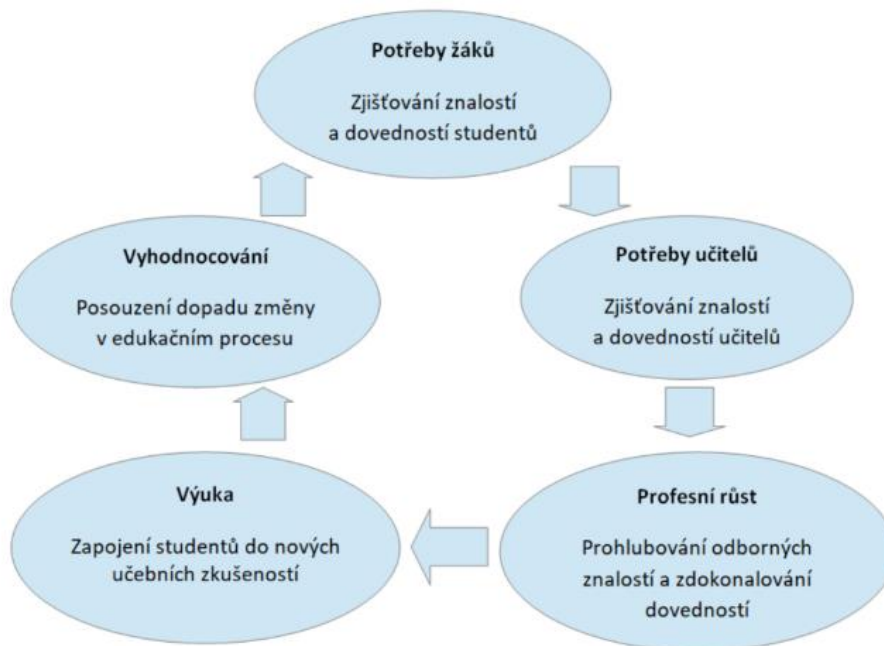 Potřeby žáků
Zjišťování znalostí
a dovedností studentů
Potřeby učitelů
Zjišťování znalostí
a dovedností učitelů
Profesní růst
Prohlubování odborných
znalostí a zdokonalování
dovedností
Výuka
Zapojení studentů do nových
učebních zkušeností
Vyhodnocování
Posouzení dopadu změny
v edukačním procesu